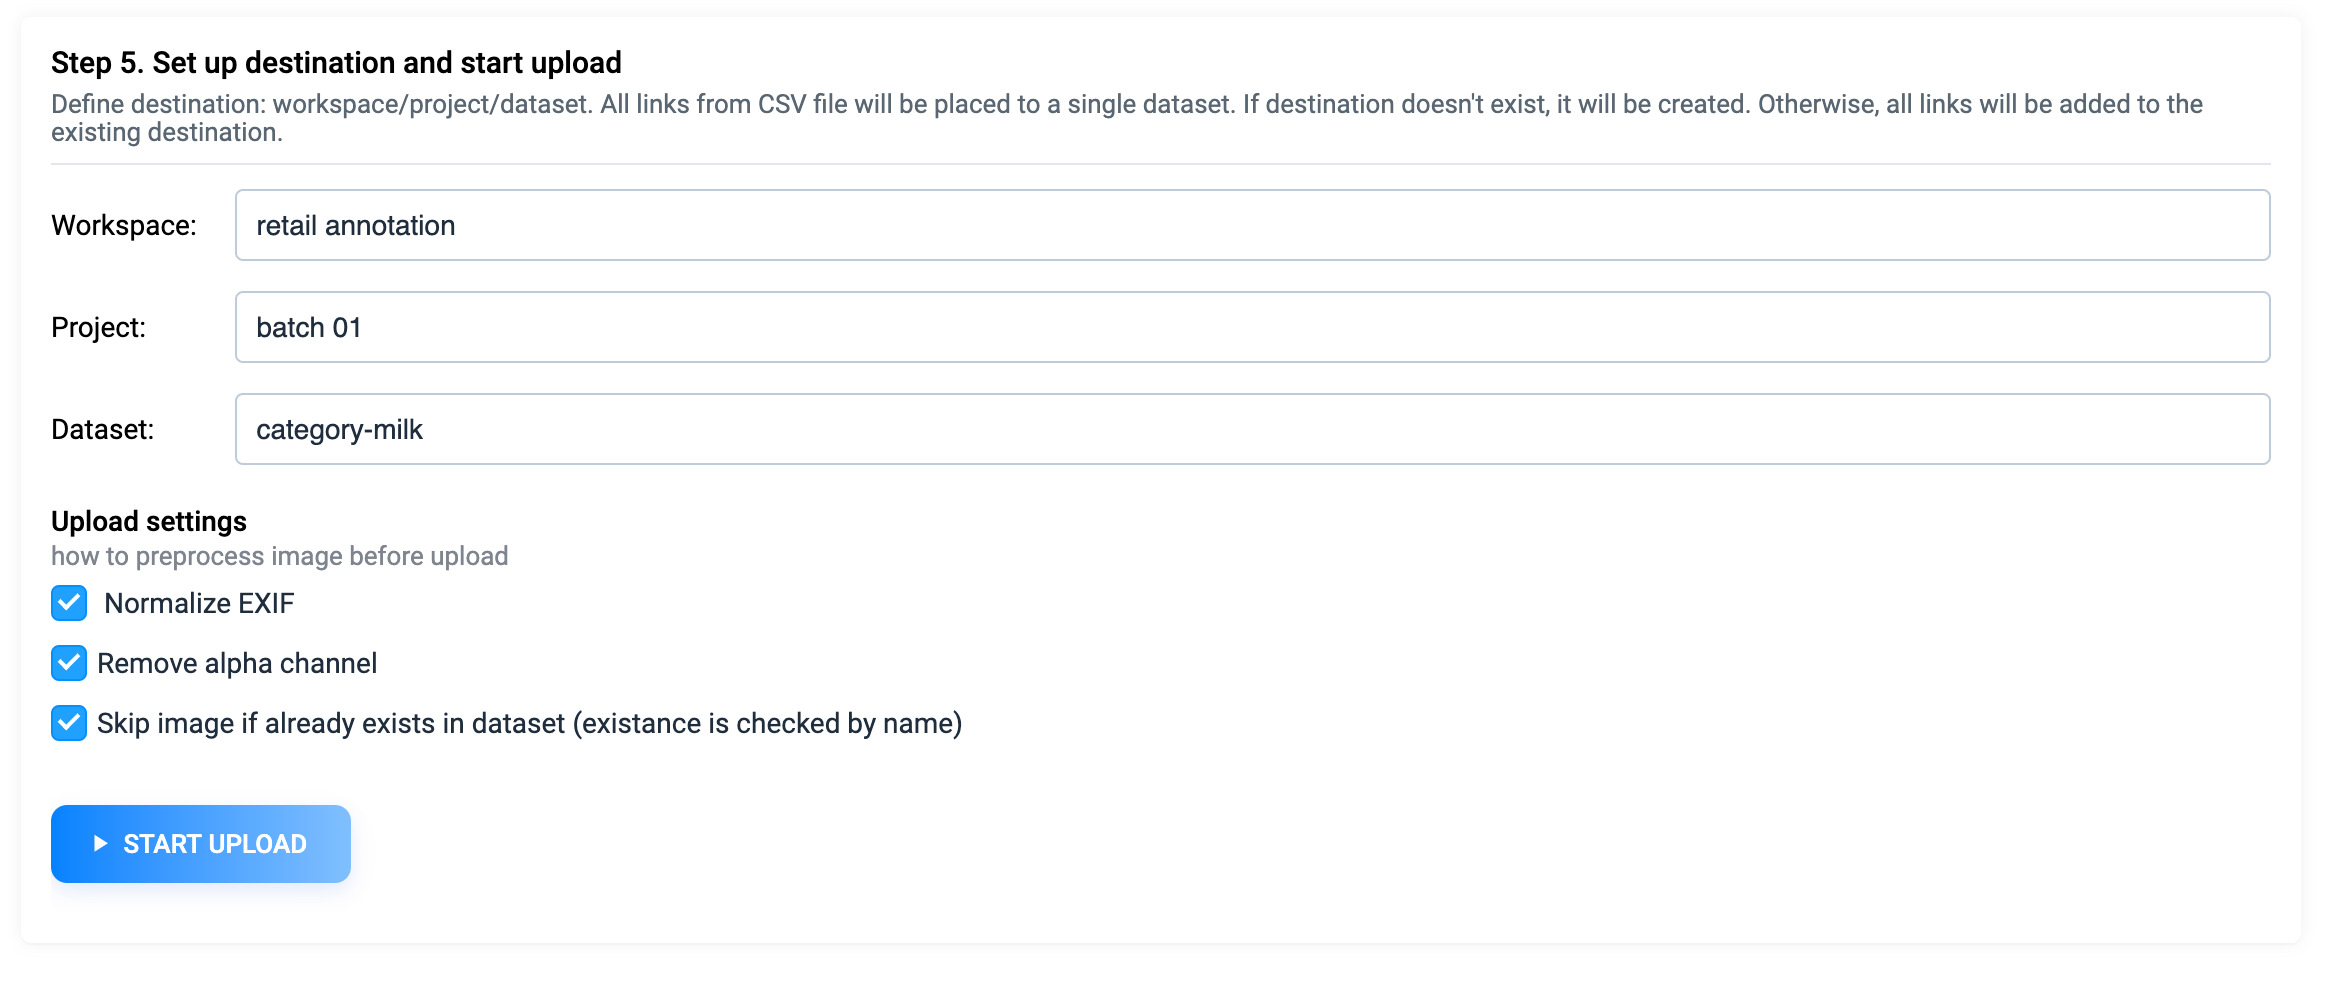 Step 5. Set up destination and start upload
Define destination: workspace/project/dataset. All links from CSV file will be placed to a single dataset. If destination doesn't exist, it will be created. Otherwise, all links will be added to the
existing destination.
Workspace: retail annotation
Project: batch 01
Dataset: category-milk
Upload settings
how to preprocess image before upload
Normalize EXIF
Remove alpha channel
Skip image if already exists in dataset (existance is checked by name)
START UPLOAD